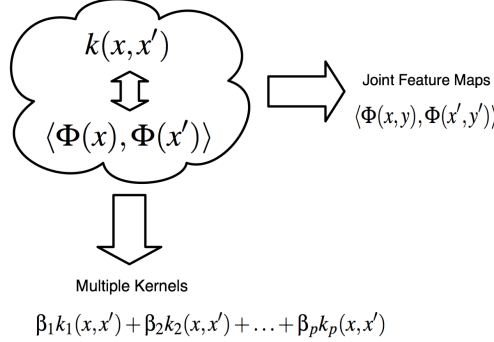 k(x, x′)
⟨Φ(x), Φ(x′)⟩
Joint Feature Maps
⟨Φ(x,y), Φ(x′,y′)⟩
Multiple Kernels
β₁k₁(x,x′) + β₂k₂(x,x′) + … + βₚkₚ(x,x′)